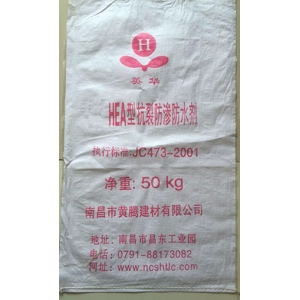 H
英华
HEA型抗裂防渗防水剂
执行标准:JC473-2001
净重: 50 kg
南昌市黄腾建材有限公司
地址: 南昌市昌东工业园
电话: 0791-88173082
网址: www.ncshtlc.com